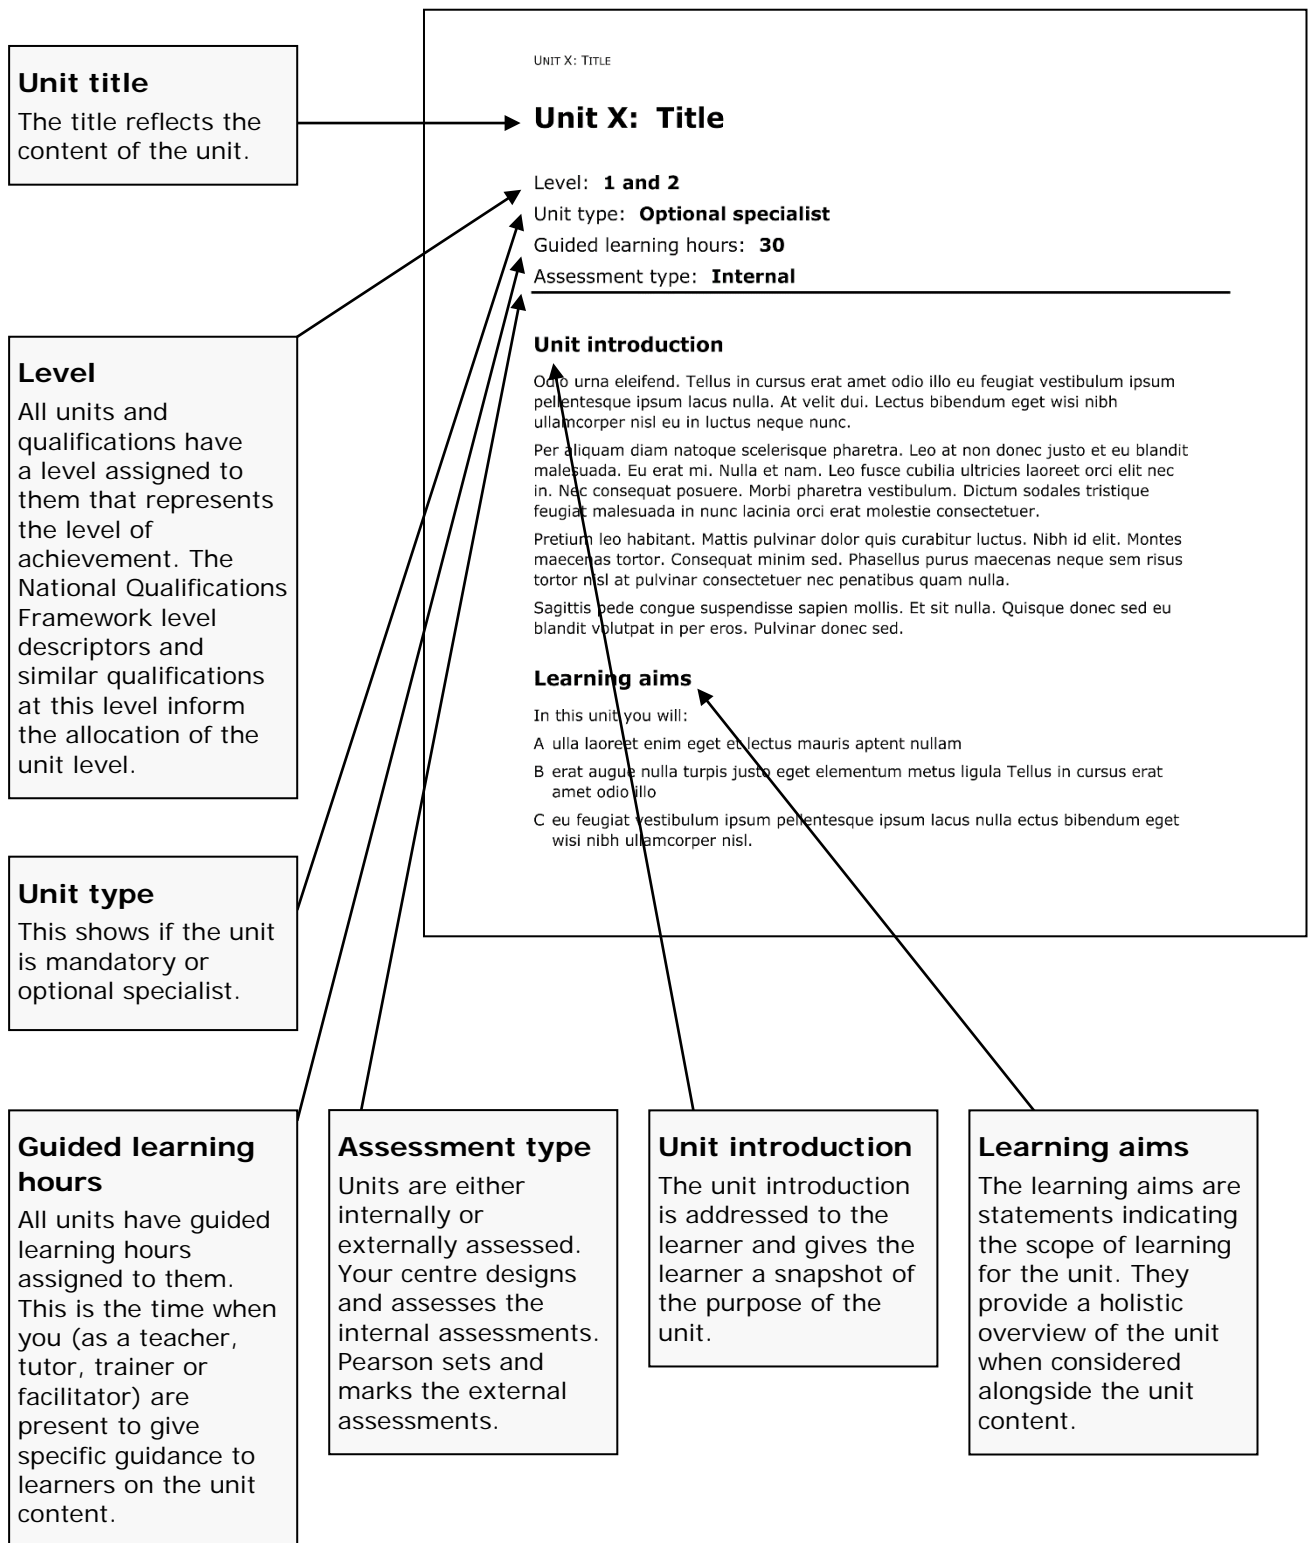 Unit title
The title reflects the
content of the unit.
Level
All units and
qualifications have
a level assigned to
them that represents
the level of
achievement. The
National Qualifications
Framework level
descriptors and
similar qualifications
at this level inform
the allocation of the
unit level.
Unit type
This shows if the unit
is mandatory or
optional specialist.
UNIT X: TITLE
Unit X: Title
Level: 1 and 2
Unit type: Optional specialist
Guided learning hours: 30
Assessment type: Internal
Unit introduction
Odio urna eleifend. Tellus in cursus erat amet odio illo eu feugiat vestibulum ipsum
pellentesque ipsum lacus nulla. At velit dui. Lectus bibendum eget wisi nibh
ullamcorper nisl eu in luctus neque nunc.
Per aliquam diam natoque scelerisque pharetra. Leo at non donec justo et eu blandit
malesuada. Eu erat mi. Nulla et nam. Leo fusce cubilia ultricies laoreet orci elit nec
in. Nec consequat posuere. Morbi pharetra vestibulum. Dictum sodales tristique
feugiat malesuada in nunc lacinia orci erat molestie consectetuer.
Pretium leo habitant. Mattis pulvinar dolor quis curabitur luctus. Nibh id elit. Montes
maecenas tortor. Consequat minim sed. Phasellus purus maecenas neque sem risus
tortor nisl at pulvinar consectetuer nec penatibus quam nulla.
Sagittis pede congue suspendisse sapien mollis. Et sit nulla. Quisque donec sed eu
blandit volutpat in per eros. Pulvinar donec sed.
Learning aims
In this unit you will:
A ulla laoreet enim eget et lectus mauris aptent nullam
B erat augue nulla turpis justo eget elementum metus ligula Tellus in cursus erat
amet odio illo
C eu feugiat vestibulum ipsum pellentesque ipsum lacus nulla ectus bibendum eget
wisi nibh ullamcorper nisl.
Guided learning
hours
All units have guided
learning hours
assigned to them.
This is the time when
you (as a teacher,
tutor, trainer or
facilitator) are
present to give
specific guidance to
learners on the unit
content.
Assessment type
Units are either
internally or
externally assessed.
Your centre designs
and assesses the
internal assessments.
Pearson sets and
marks the external
assessments.
Unit introduction
The unit introduction
is addressed to the
learner and gives the
learner a snapshot of
the purpose of the
unit.
Learning aims
The learning aims are
statements indicating
the scope of learning
for the unit. They
provide a holistic
overview of the unit
when considered
alongside the unit
content.